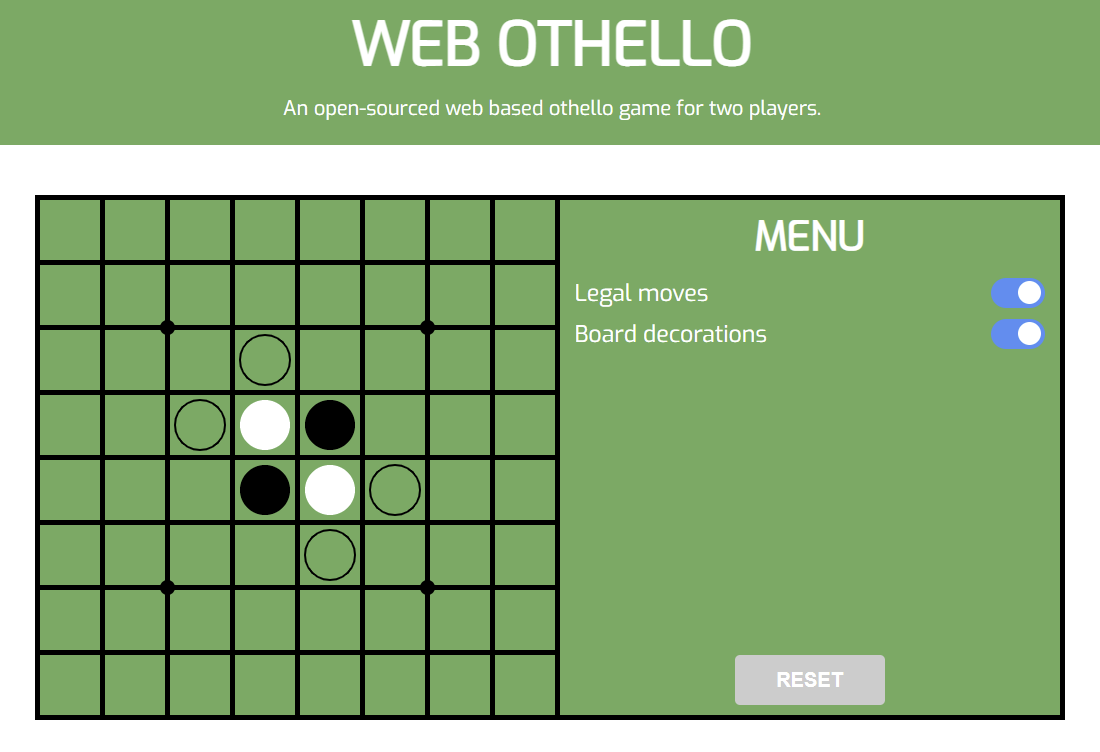 WEB OTHELLO
An open-sourced web based othello game for two players.
MENU
Legal moves
Board decorations
RESET